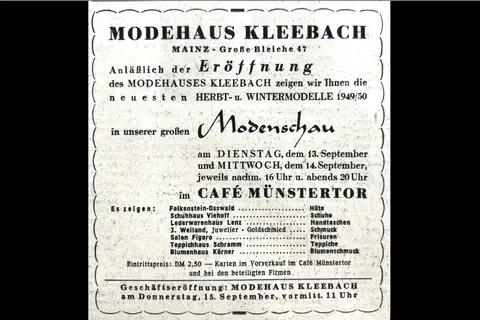 MODEHAUS KLEEBACH
MAINZ - Große Bleiche 47
Anläßlich der Eröffnung
des MODEHAUSES KLEEBACH zeigen wir Ihnen die
neuesten HERBST- u. WINTERMODELLE 1949/50
in unserer großen Modenschau
am DIENSTAG, dem 13. September
und MITTWOCH, dem 14. September,
jeweils nachm. 16 Uhr u. abends 20 Uhr
im CAFÉ MÜNSTERTOR
Es zeigen: Falkenstein-Osswald .......... Hüte
Schuhhaus Viehoff .......... Schuhe
Lederwarenhaus Lenz .......... Handtaschen
J. Weiland, Juwelier - Goldschmied .... Schmuck
Salon Figaro .......... Frisuren
Teppichhaus Schramm .......... Teppiche
Blumenhaus Körner .......... Blumenschmuck
Eintrittspreis: DM 2,50 — Karten im Vorverkauf im Café Münstertor
und bei den beteiligten Firmen
Geschäftseröffnung: MODEHAUS KLEEBACH
am Donnerstag, 15. September, vormitt. 11 Uhr